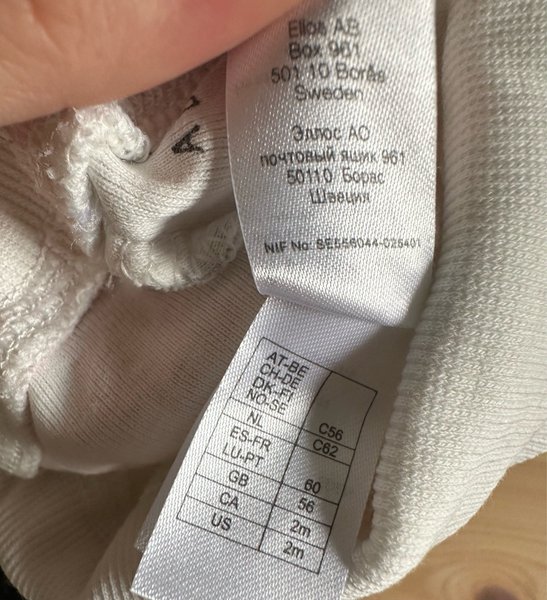 Ellos AB
Box 961
501 10 Borås
Sweden
Эллос АО
почтовый ящик 961
50110 Борас
Швеция
NIF No: SE556044-025401
A
AT-BE
CH-DE
DK-FI
NO-SE C56
NL C62
ES-FR
LU-PT 60
GB 56
CA 2m
US 2m